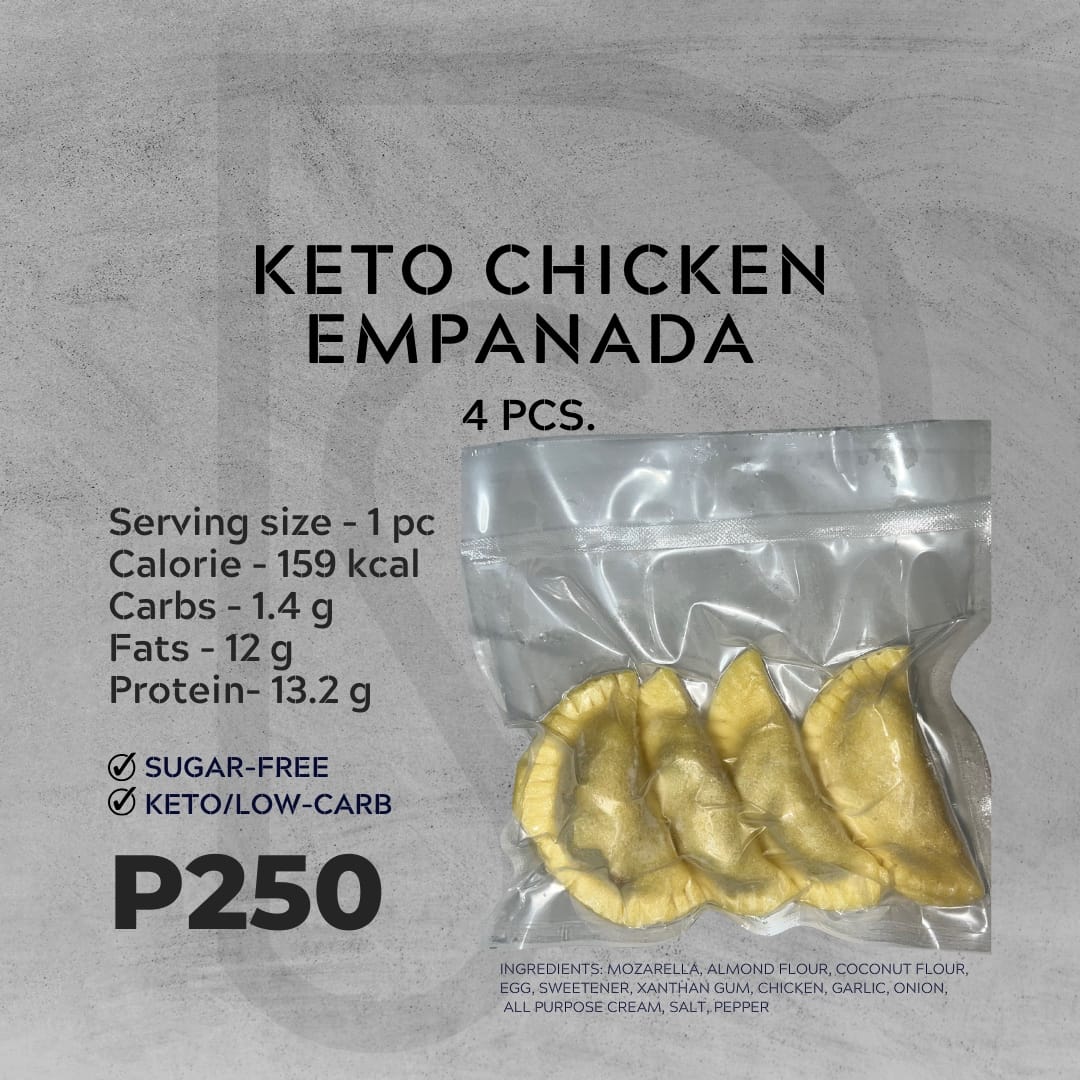 KETO CHICKEN
EMPANADA
4 PCS.
Serving size - 1 pc
Calorie - 159 kcal
Carbs - 1.4 g
Fats - 12 g
Protein- 13.2 g
SUGAR-FREE
KETO/LOW-CARB
P250
INGREDIENTS: MOZARELLA, ALMOND FLOUR, COCONUT FLOUR,
EGG, SWEETENER, XANTHAN GUM, CHICKEN, GARLIC, ONION,
ALL PURPOSE CREAM, SALT, PEPPER